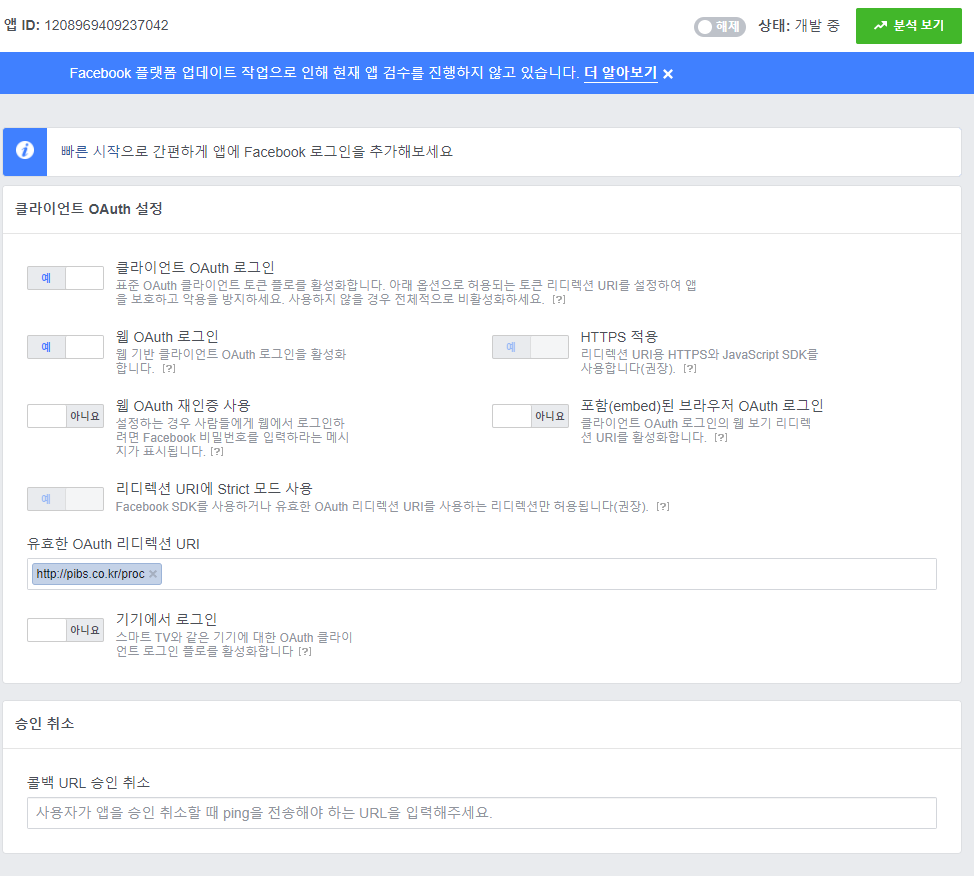 앱 ID: 1208969409237042
해제
상태: 개발 중
분석 보기
Facebook 플랫폼 업데이트 작업으로 인해 현재 앱 검수를 진행하지 않고 있습니다. 더 알아보기 ×
빠른 시작으로 간편하게 앱에 Facebook 로그인을 추가해보세요
클라이언트 OAuth 설정
예
클라이언트 OAuth 로그인
표준 OAuth 클라이언트 토큰 플로를 활성화합니다. 아래 옵션으로 허용되는 토큰 리디렉션 URI를 설정하여 앱
을 보호하고 악용을 방지하세요. 사용하지 않을 경우 전체적으로 비활성화하세요. [?]
예
웹 OAuth 로그인
웹 기반 클라이언트 OAuth 로그인을 활성화
합니다. [?]
예
HTTPS 적용
리디렉션 URI용 HTTPS와 JavaScript SDK를
사용합니다(권장). [?]
아니요
웹 OAuth 재인증 사용
설정하는 경우 사람들에게 웹에서 로그인하
려면 Facebook 비밀번호를 입력하라는 메시
지가 표시됩니다. [?]
아니요
포함(embed)된 브라우저 OAuth 로그인
클라이언트 OAuth 로그인의 웹 보기 리디렉
션 URI를 활성화합니다. [?]
예
리디렉션 URI에 Strict 모드 사용
Facebook SDK를 사용하거나 유효한 OAuth 리디렉션 URI를 사용하는 리디렉션만 허용됩니다(권장). [?]
유효한 OAuth 리디렉션 URI
http://pibs.co.kr/proc ×
아니요
기기에서 로그인
스마트 TV와 같은 기기에 대한 OAuth 클라이
언트 로그인 플로를 활성화합니다 [?]
승인 취소
콜백 URL 승인 취소
사용자가 앱을 승인 취소할 때 ping을 전송해야 하는 URL을 입력해주세요.